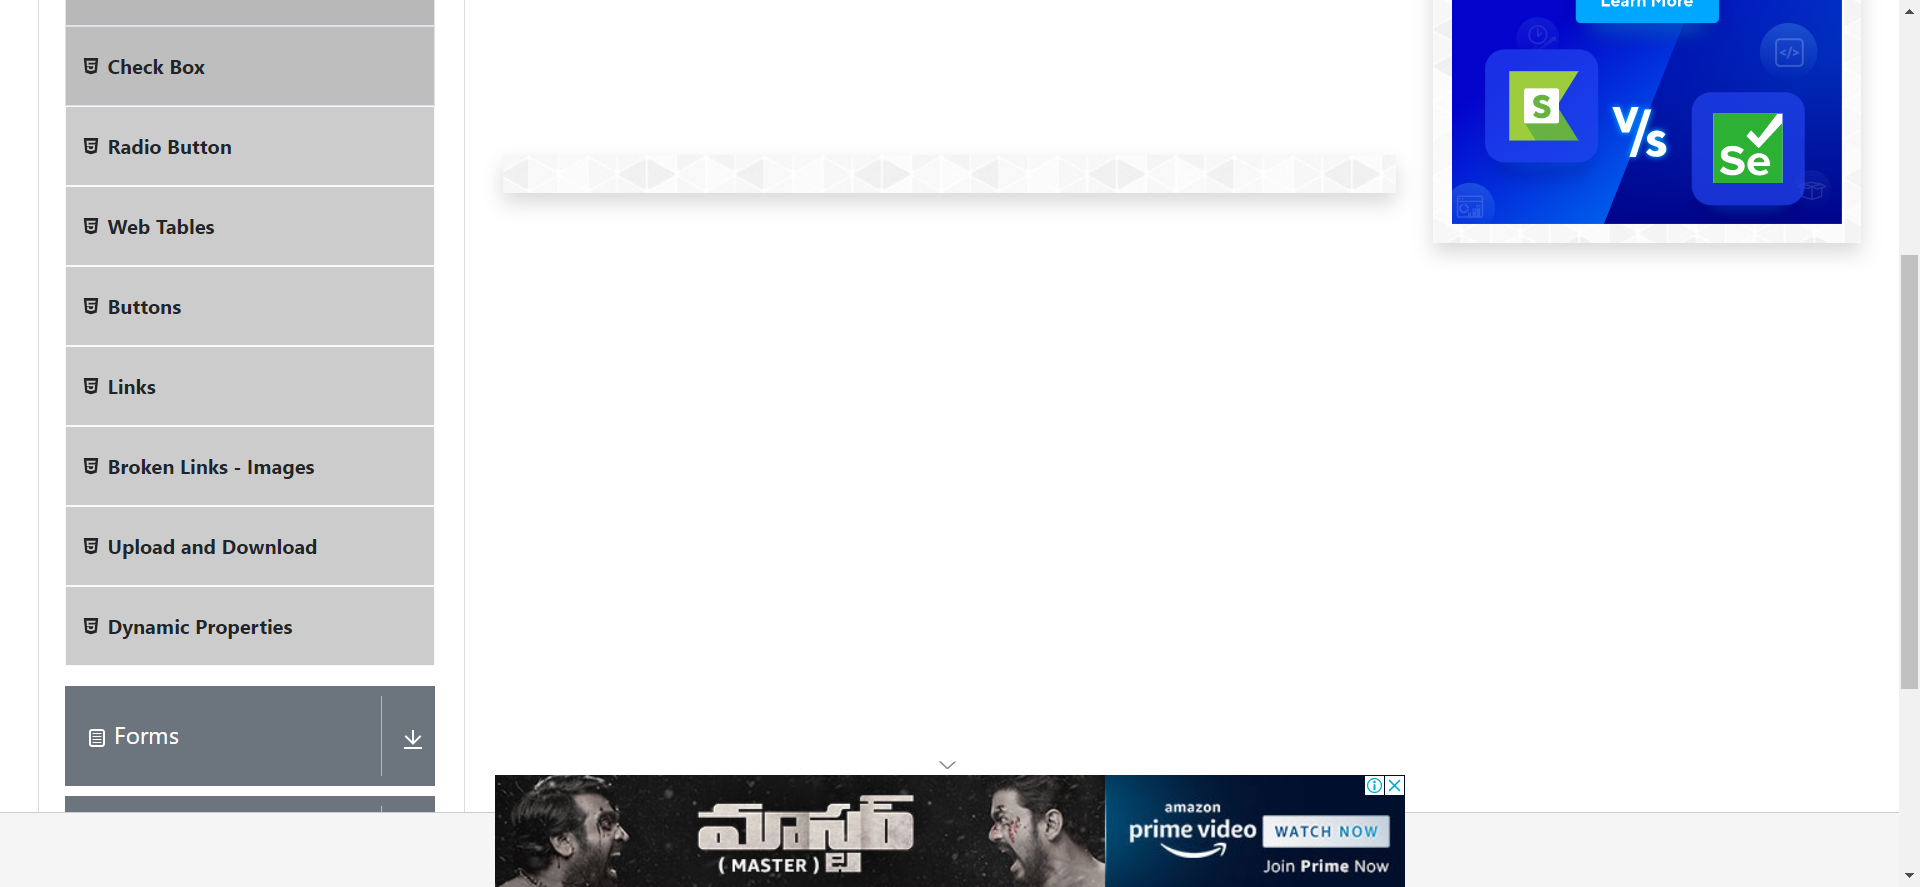 Learn More
Check Box
Radio Button
Web Tables
Buttons
Links
Broken Links - Images
Upload and Download
Dynamic Properties
Forms
S
V/s
Se
</>
మాస్టర్
( MASTER )
amazon
prime video
WATCH NOW
Join Prime Now